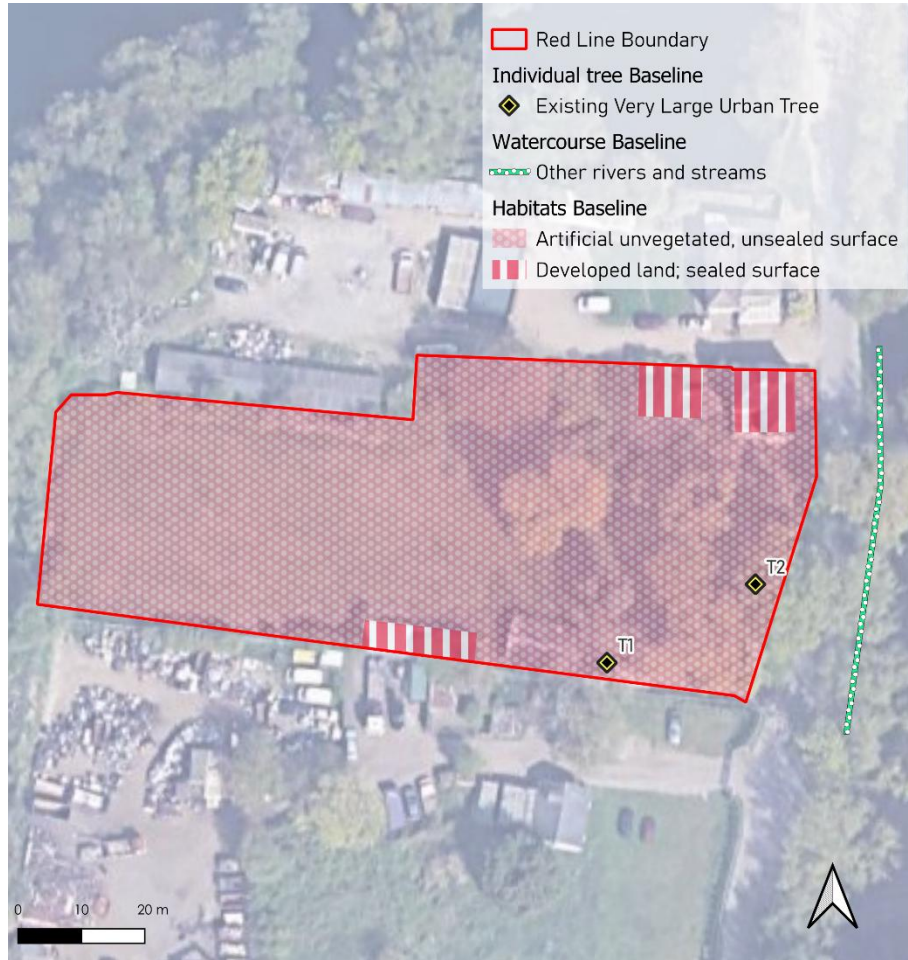 Red Line Boundary
Individual tree Baseline
Existing Very Large Urban Tree
Watercourse Baseline
Other rivers and streams
Habitats Baseline
Artificial unvegetated, unsealed surface
Developed land; sealed surface
T2
T1
0 10 20 m